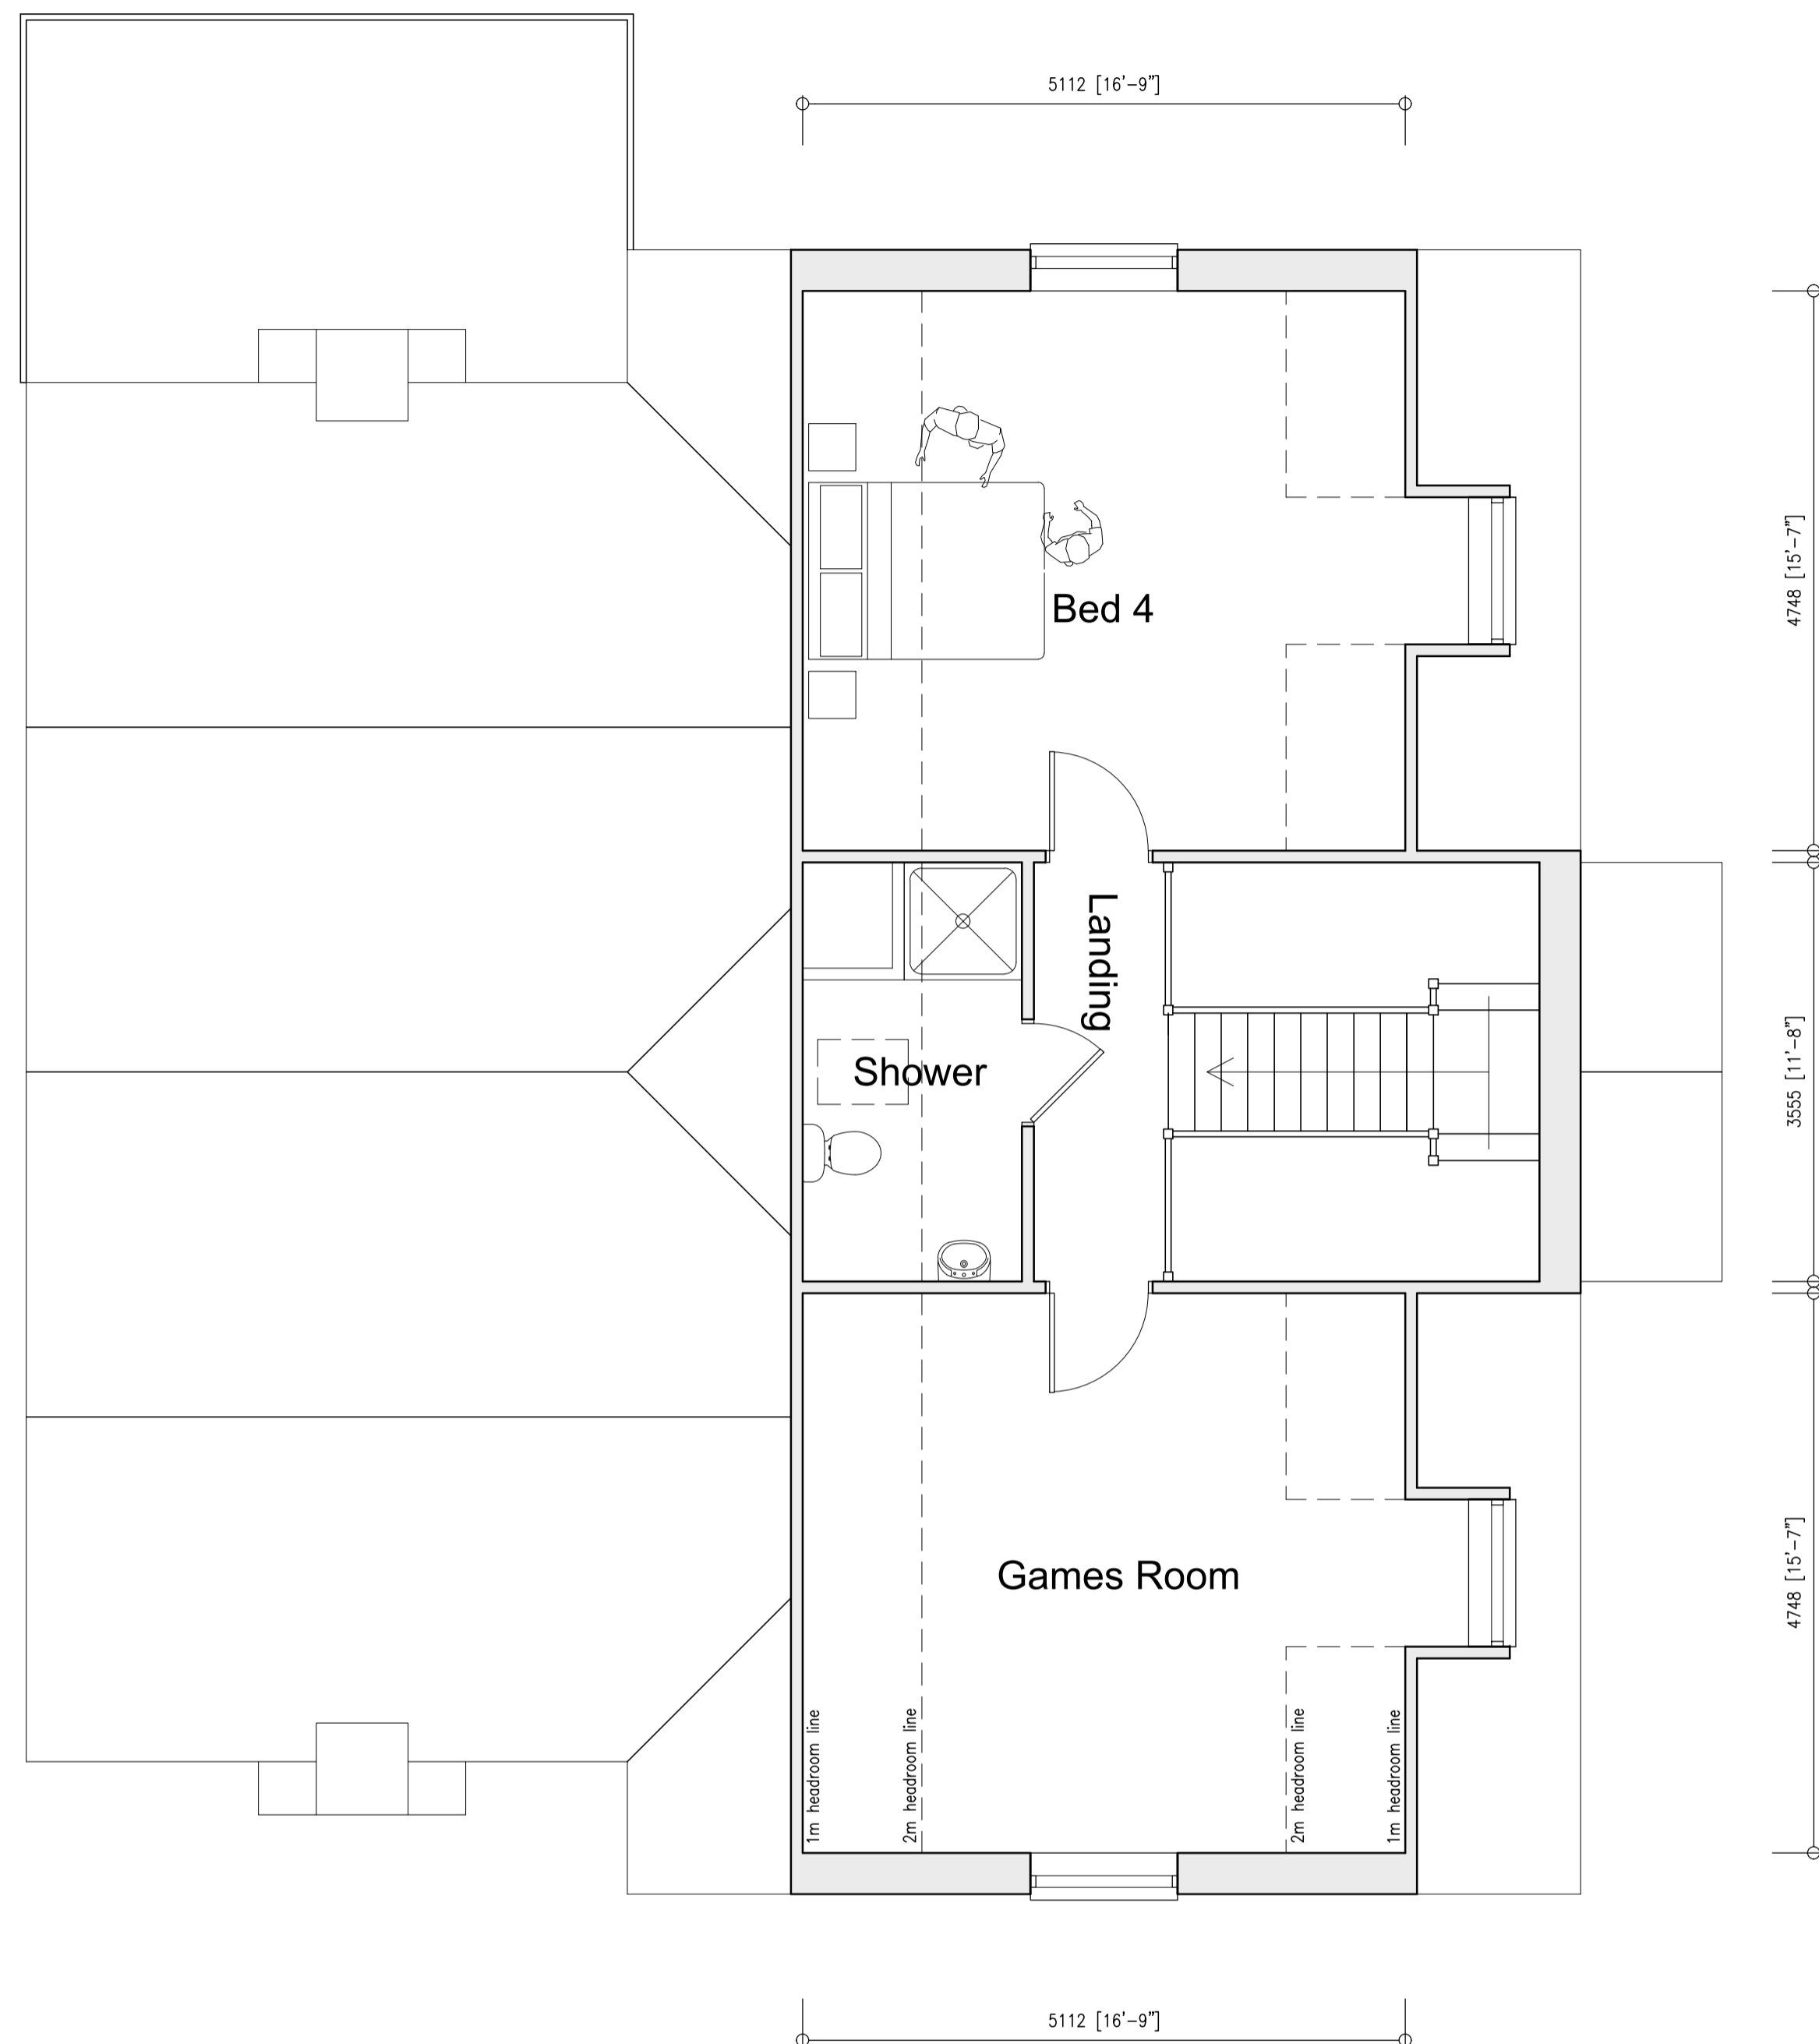 5112 [16'-9"]
4748 [15'-7"]
Bed 4
Landing
Shower
3555 [11'-8"]
Games Room
4748 [15'-7"]
1m headroom line
2m headroom line
2m headroom line
1m headroom line
5112 [16'-9"]